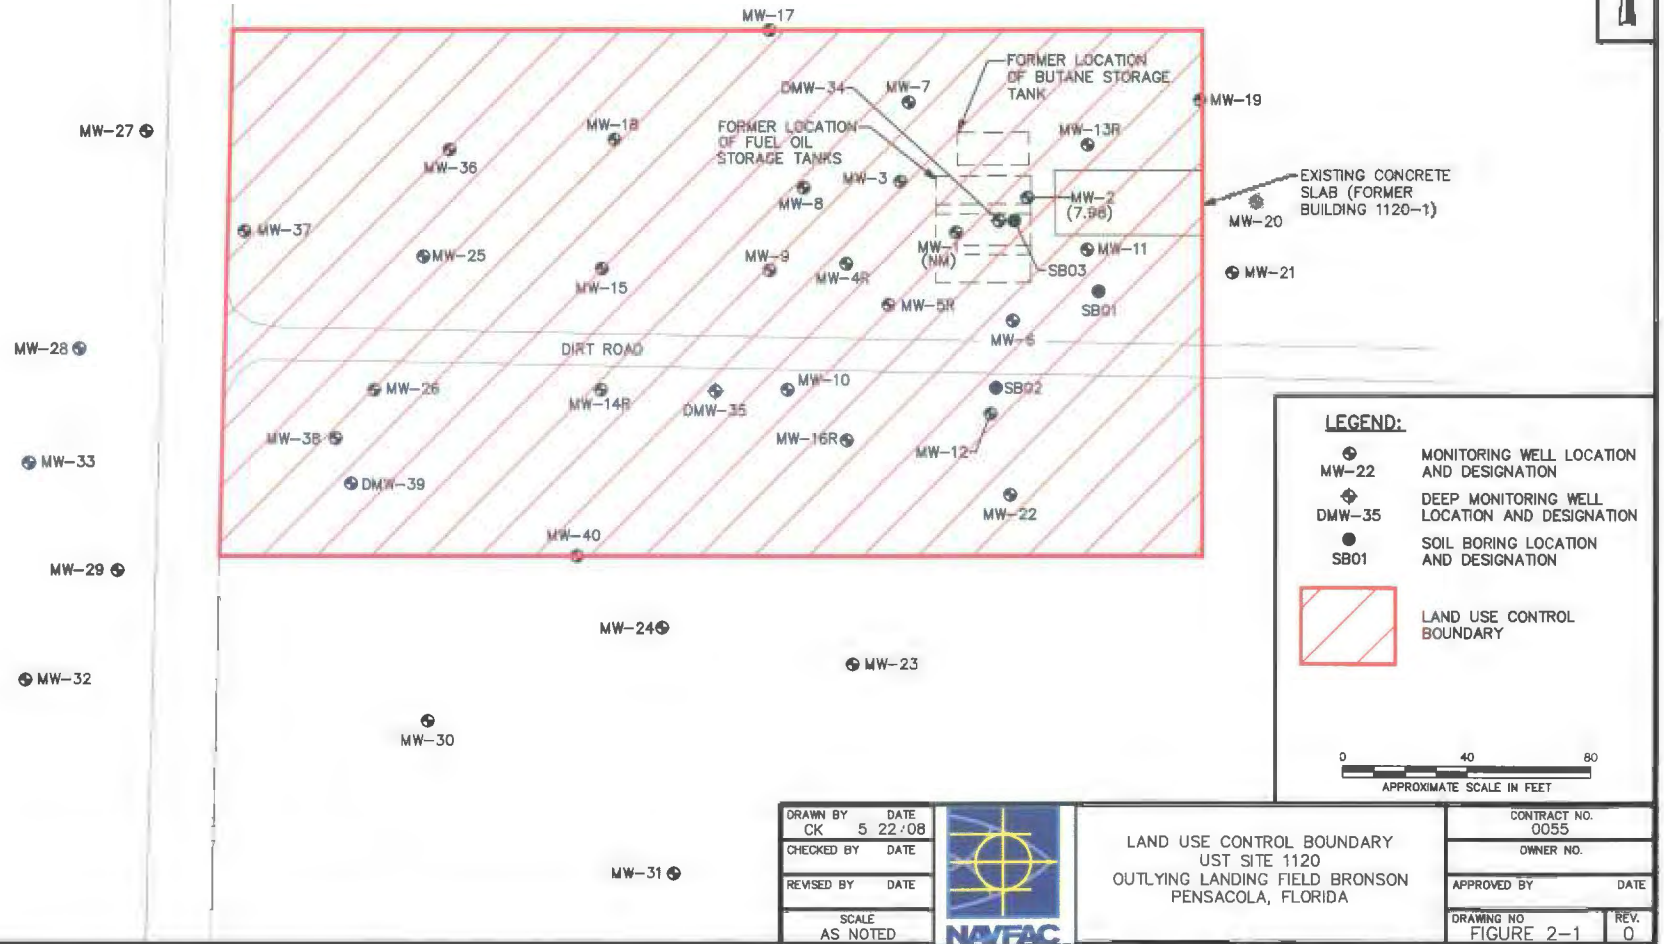 MW-17
FORMER LOCATION
OF BUTANE STORAGE
TANK
DMW-34
MW-7
MW-19
MW-27
MW-18
FORMER LOCATION
OF FUEL OIL
STORAGE TANKS
MW-13R
MW-36
MW-3
EXISTING CONCRETE
SLAB (FORMER
BUILDING 1120-1)
MW-8
MW-2
(7.98)
MW-20
MW-37
MW-1
(NM)
MW-11
MW-25
MW-9
SB03
MW-21
MW-15
MW-4R
MW-5R
SB01
MW-6
MW-28
DIRT ROAD
MW-26
MW-14R
DMW-35
MW-10
SB02
MW-38
MW-16R
MW-12
MW-33
DMW-39
MW-22
MW-40
MW-29
MW-24
MW-23
MW-32
MW-30
MW-31
LEGEND:
MW-22
MONITORING WELL LOCATION
AND DESIGNATION
DMW-35
DEEP MONITORING WELL
LOCATION AND DESIGNATION
SB01
SOIL BORING LOCATION
AND DESIGNATION
LAND USE CONTROL
BOUNDARY
0 40 80
APPROXIMATE SCALE IN FEET
DRAWN BY DATE
CK 5/22/08
CHECKED BY DATE
REVISED BY DATE
SCALE
AS NOTED
NAVFAC
LAND USE CONTROL BOUNDARY
UST SITE 1120
OUTLYING LANDING FIELD BRONSON
PENSACOLA, FLORIDA
CONTRACT NO.
0055
OWNER NO.
APPROVED BY DATE
DRAWING NO
FIGURE 2-1
REV.
0